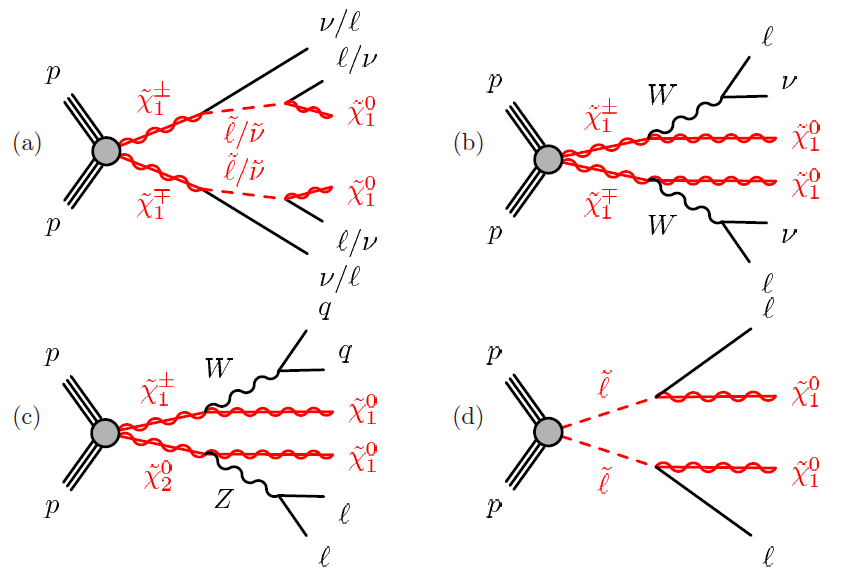 (a)
p
p
χ̃₁±
χ̃₁∓
ℓ̃/ν̃
ℓ̃/ν̃
ν/ℓ
ℓ/ν
χ̃₁⁰
χ̃₁⁰
ℓ/ν
ν/ℓ
(b)
p
p
χ̃₁±
χ̃₁∓
W
W
ℓ
ν
χ̃₁⁰
χ̃₁⁰
ν
ℓ
(c)
p
p
χ̃₁±
χ̃₂⁰
W
Z
q
q
χ̃₁⁰
χ̃₁⁰
ℓ
ℓ
(d)
p
p
ℓ̃
ℓ̃
ℓ
χ̃₁⁰
χ̃₁⁰
ℓ